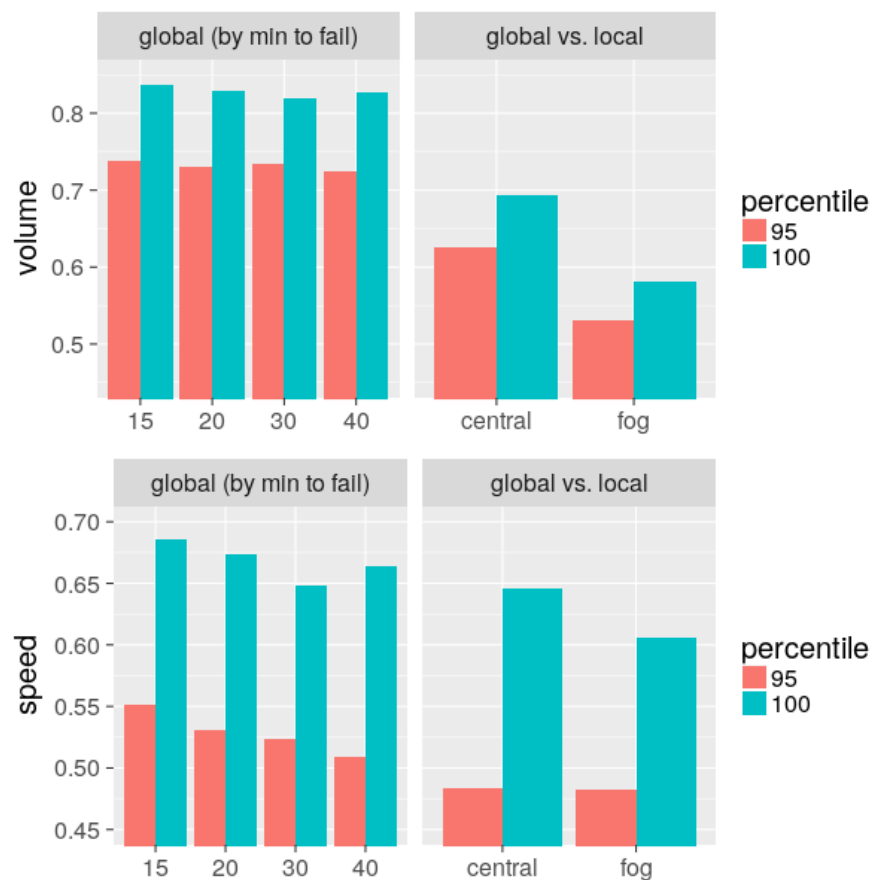 global (by min to fail) global vs. local
0.8
0.7
0.6
0.5
volume
15 20 30 40 central fog
percentile
95
100
global (by min to fail) global vs. local
0.70
0.65
0.60
0.55
0.50
0.45
speed
15 20 30 40 central fog
percentile
95
100